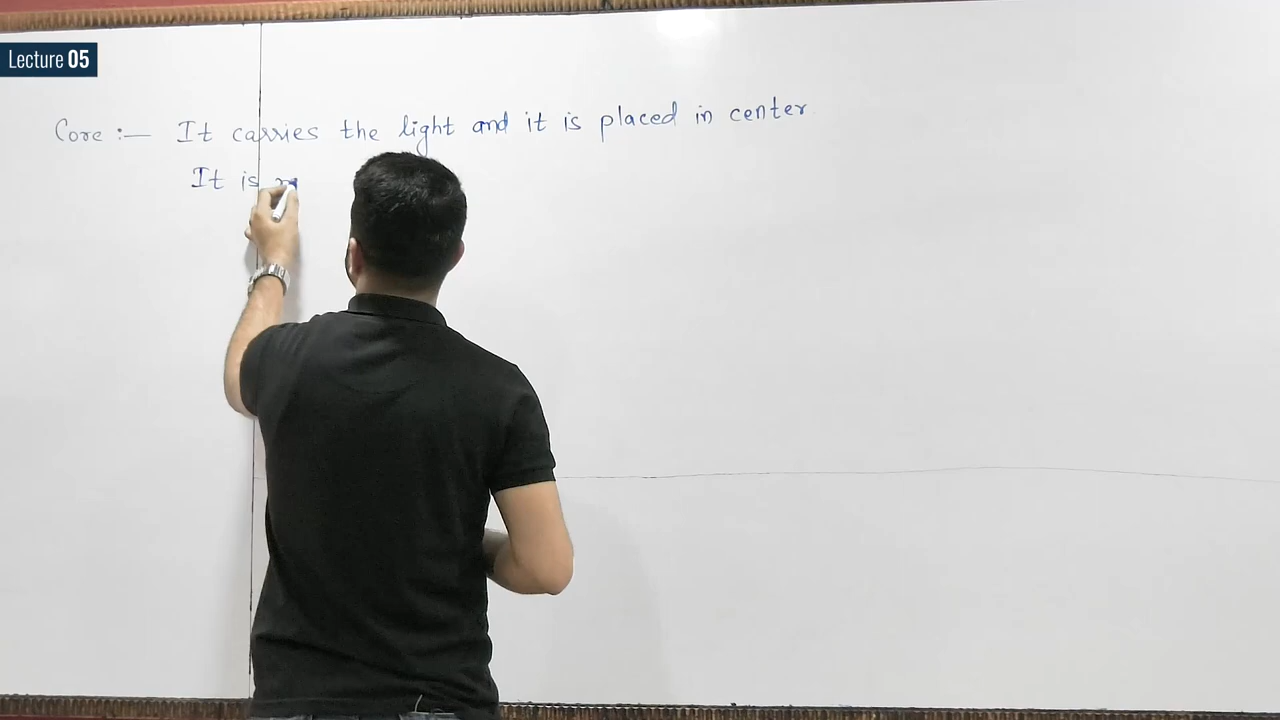 Lecture 05
Core :— It carries the light and it is placed in center
It is